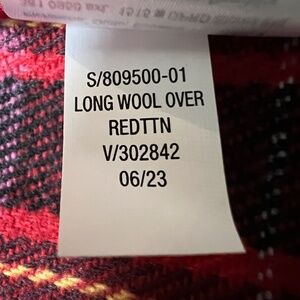 S/809500-01
LONG WOOL OVER
REDTTN
V/302842
06/23